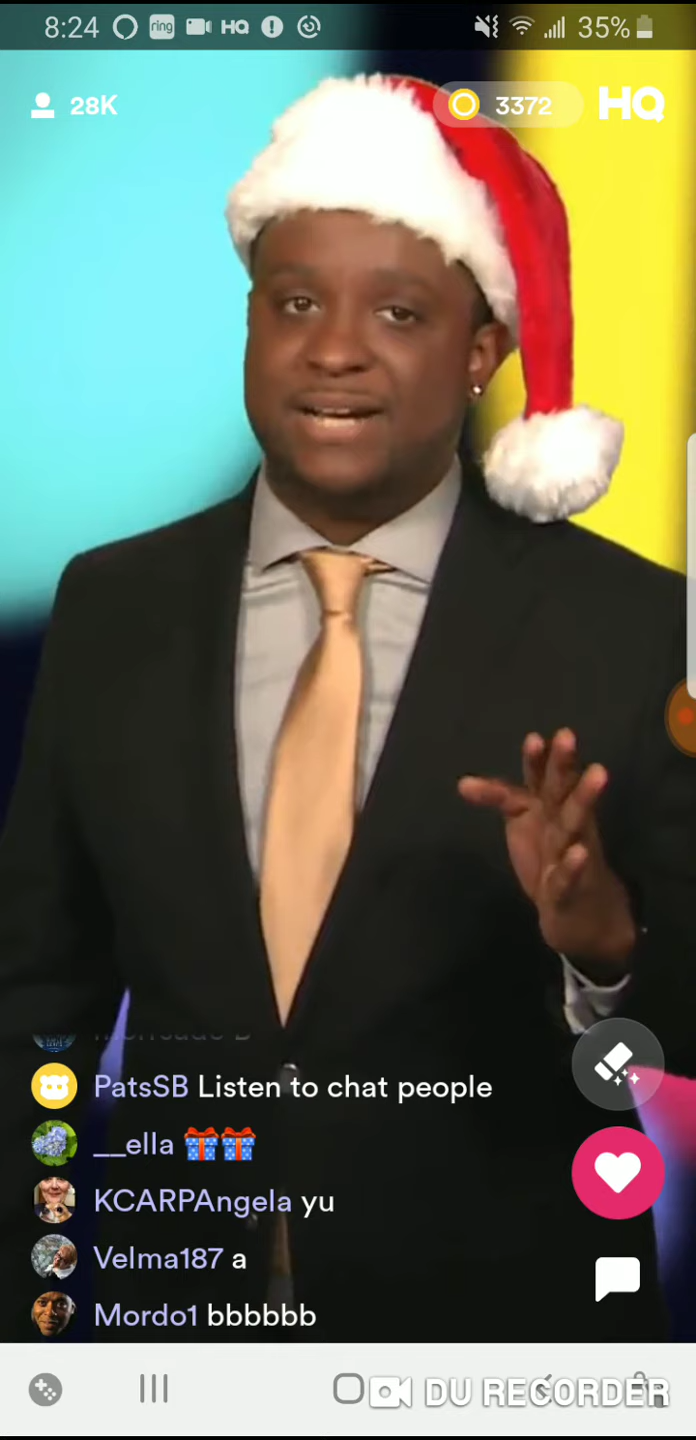 8:24 ring HQ 35%
28K 3372 HQ
PatsSB Listen to chat people
__ella
KCARPAngela yu
Velma187 a
Mordo1 bbbbbb
DU RECORDER